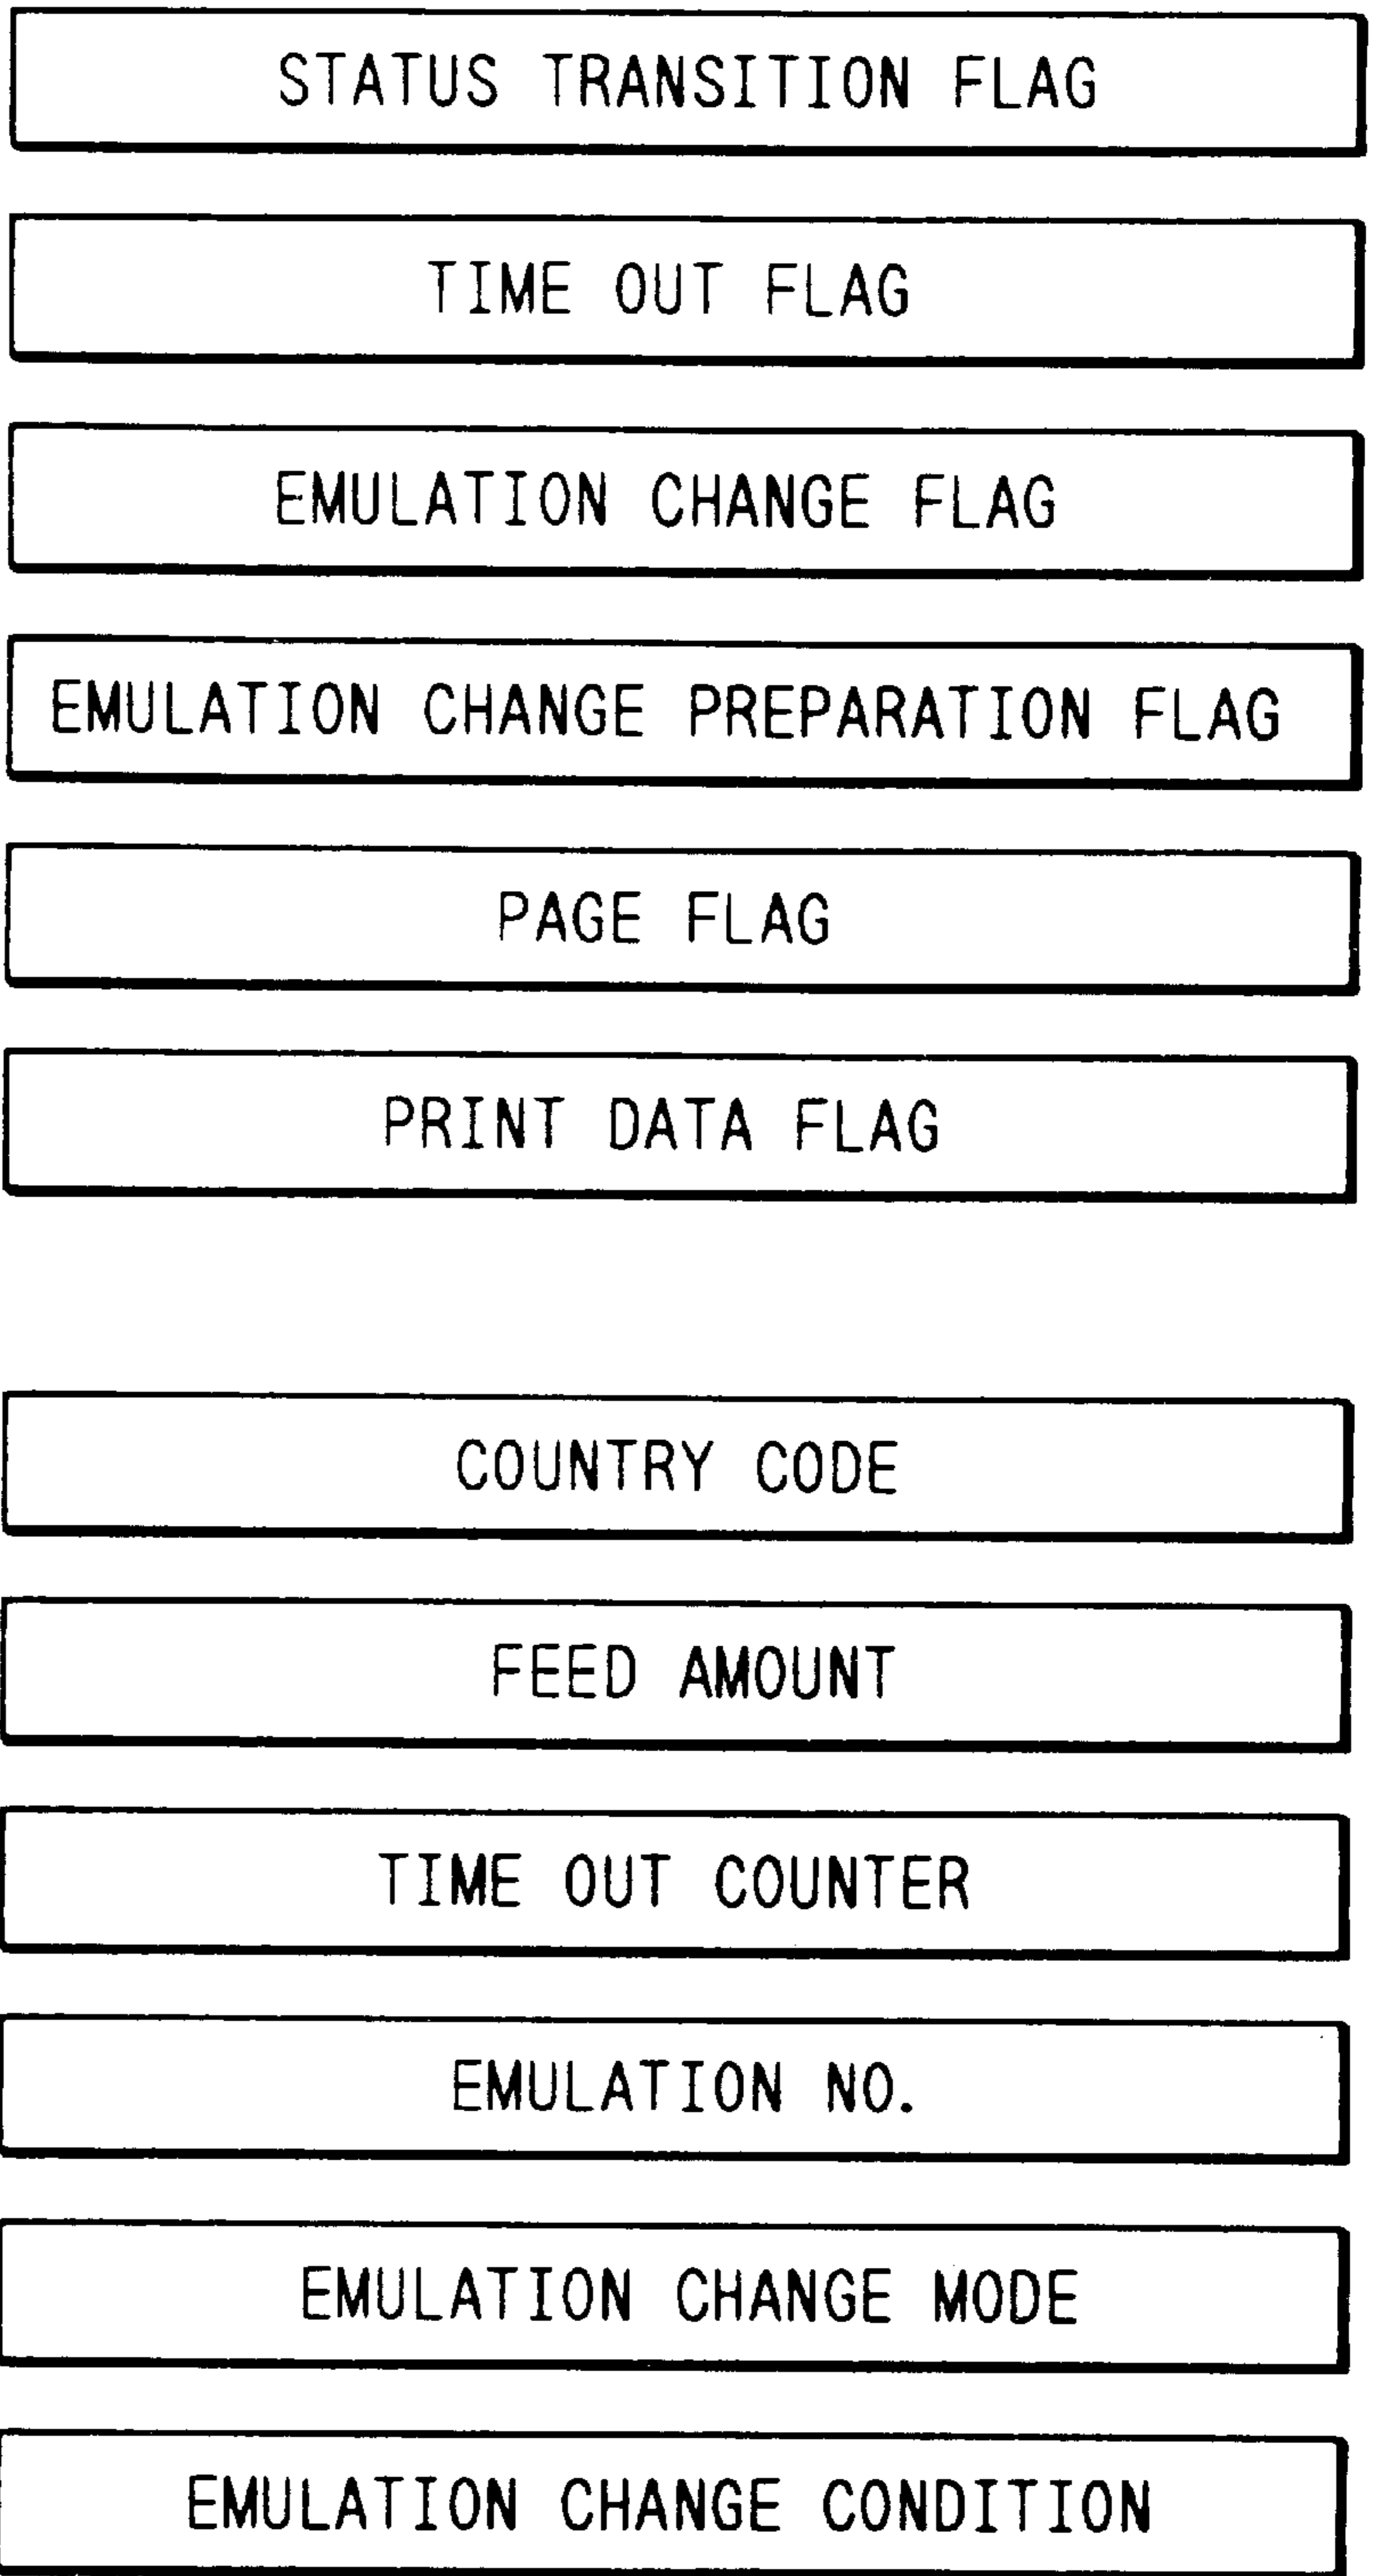 STATUS TRANSITION FLAG
TIME OUT FLAG
EMULATION CHANGE FLAG
EMULATION CHANGE PREPARATION FLAG
PAGE FLAG
PRINT DATA FLAG
COUNTRY CODE
FEED AMOUNT
TIME OUT COUNTER
EMULATION NO.
EMULATION CHANGE MODE
EMULATION CHANGE CONDITION